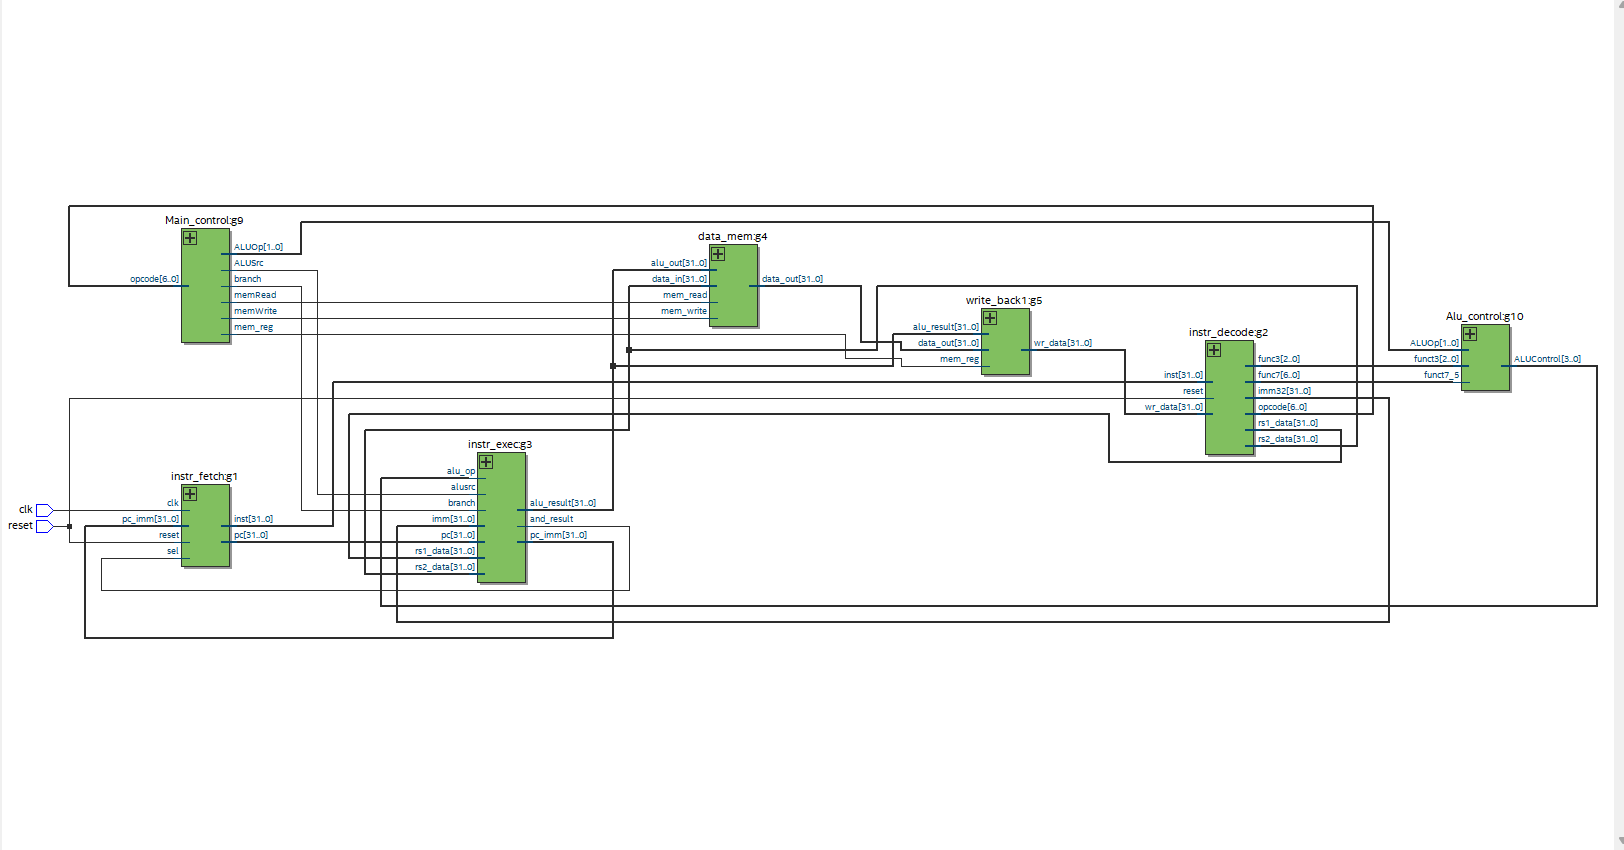 Main_control:g9
opcode[6..0]
ALUOp[1..0]
ALUSrc
branch
memRead
memWrite
mem_reg
data_mem:g4
alu_out[31..0]
data_in[31..0]
mem_read
mem_write
data_out[31..0]
write_back1:g5
alu_result[31..0]
data_out[31..0]
mem_reg
wr_data[31..0]
instr_decode:g2
inst[31..0]
reset
wr_data[31..0]
func3[2..0]
func7[6..0]
imm32[31..0]
opcode[6..0]
rs1_data[31..0]
rs2_data[31..0]
Alu_control:g10
ALUOp[1..0]
funct3[2..0]
funct7_5
ALUControl[3..0]
instr_exec:g3
alu_op
alusrc
branch
imm[31..0]
pc[31..0]
rs1_data[31..0]
rs2_data[31..0]
alu_result[31..0]
and_result
pc_imm[31..0]
instr_fetch:g1
clk
pc_imm[31..0]
reset
sel
inst[31..0]
pc[31..0]
clk
reset